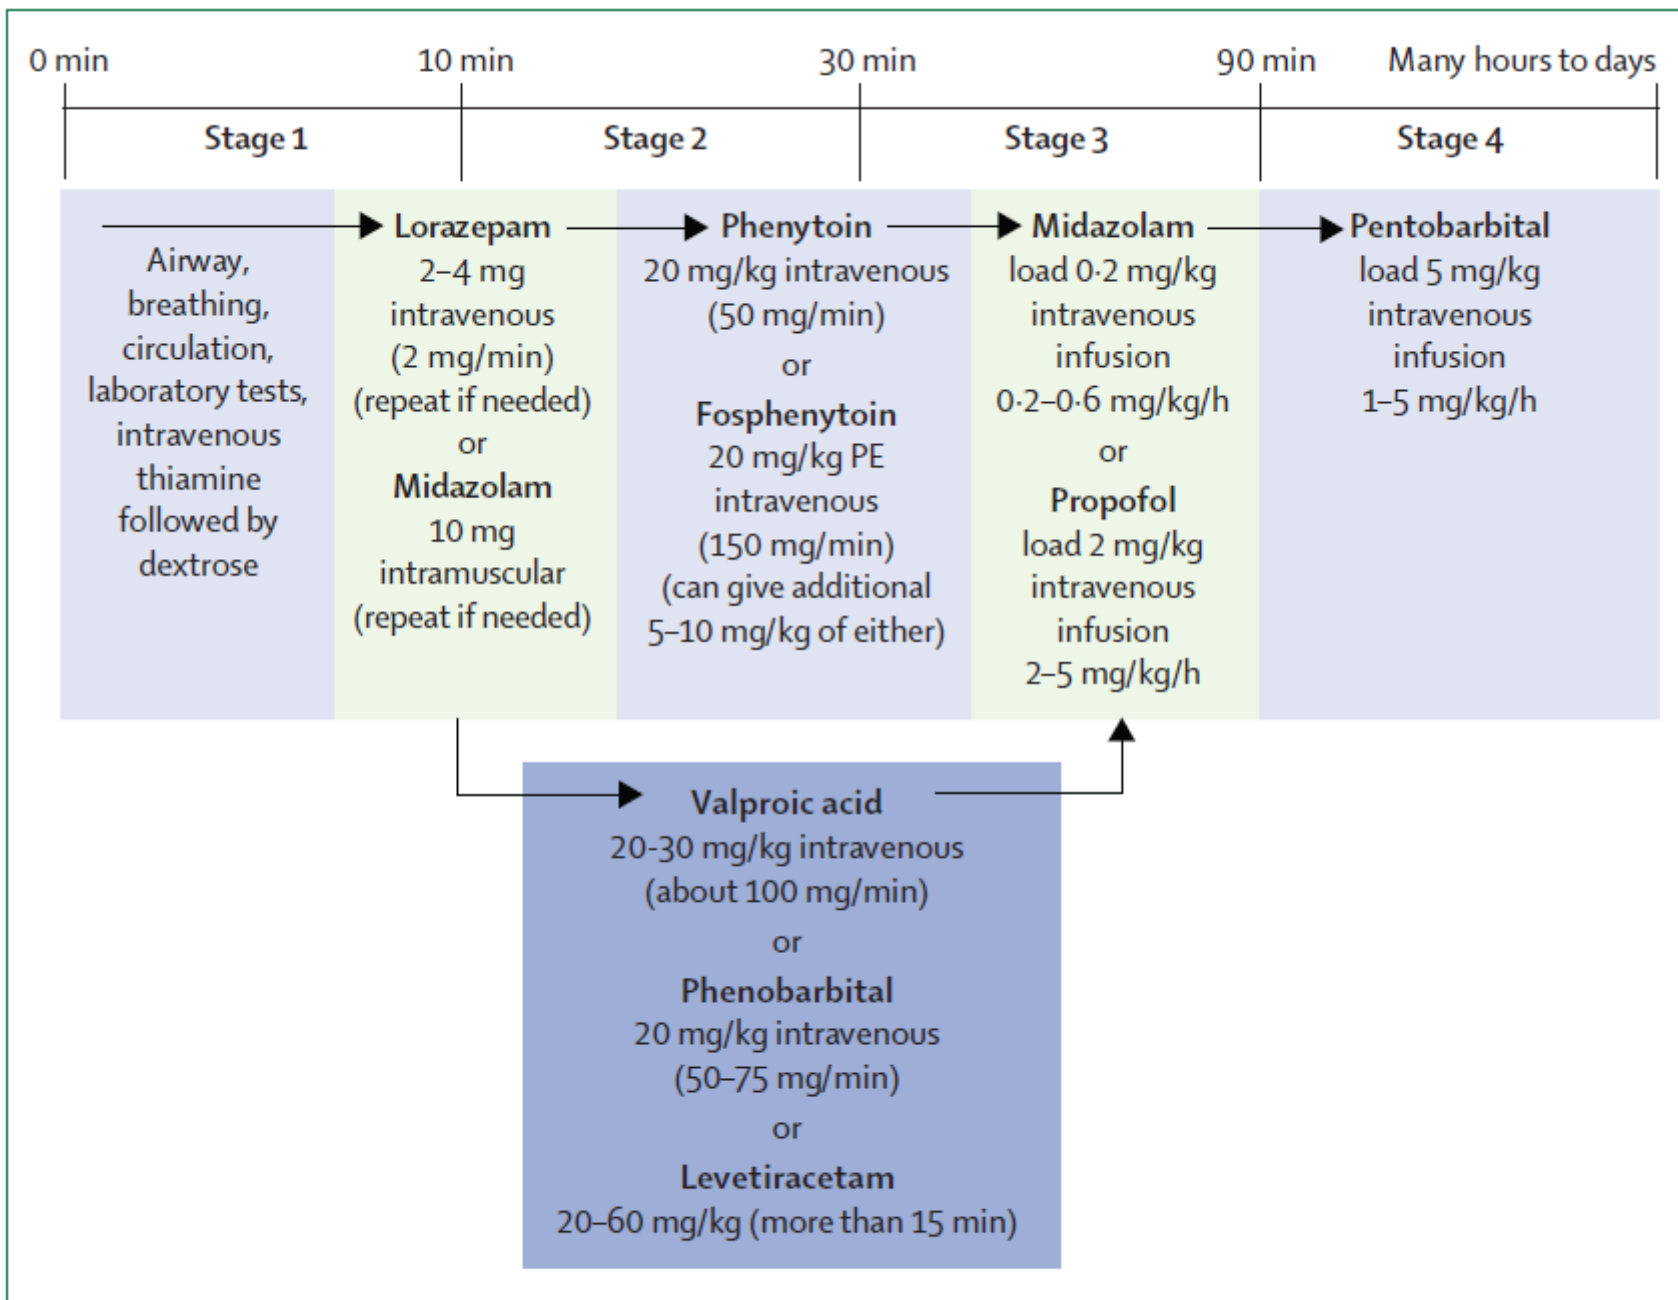 0 min
10 min
30 min
90 min
Many hours to days
Stage 1
Stage 2
Stage 3
Stage 4
Airway,
breathing,
circulation,
laboratory tests,
intravenous
thiamine
followed by
dextrose
Lorazepam
2–4 mg
intravenous
(2 mg/min)
(repeat if needed)
or
Midazolam
10 mg
intramuscular
(repeat if needed)
Phenytoin
20 mg/kg intravenous
(50 mg/min)
or
Fosphenytoin
20 mg/kg PE
intravenous
(150 mg/min)
(can give additional
5–10 mg/kg of either)
Midazolam
load 0·2 mg/kg
intravenous
infusion
0·2–0·6 mg/kg/h
or
Propofol
load 2 mg/kg
intravenous
infusion
2–5 mg/kg/h
Pentobarbital
load 5 mg/kg
intravenous
infusion
1–5 mg/kg/h
Valproic acid
20-30 mg/kg intravenous
(about 100 mg/min)
or
Phenobarbital
20 mg/kg intravenous
(50–75 mg/min)
or
Levetiracetam
20–60 mg/kg (more than 15 min)